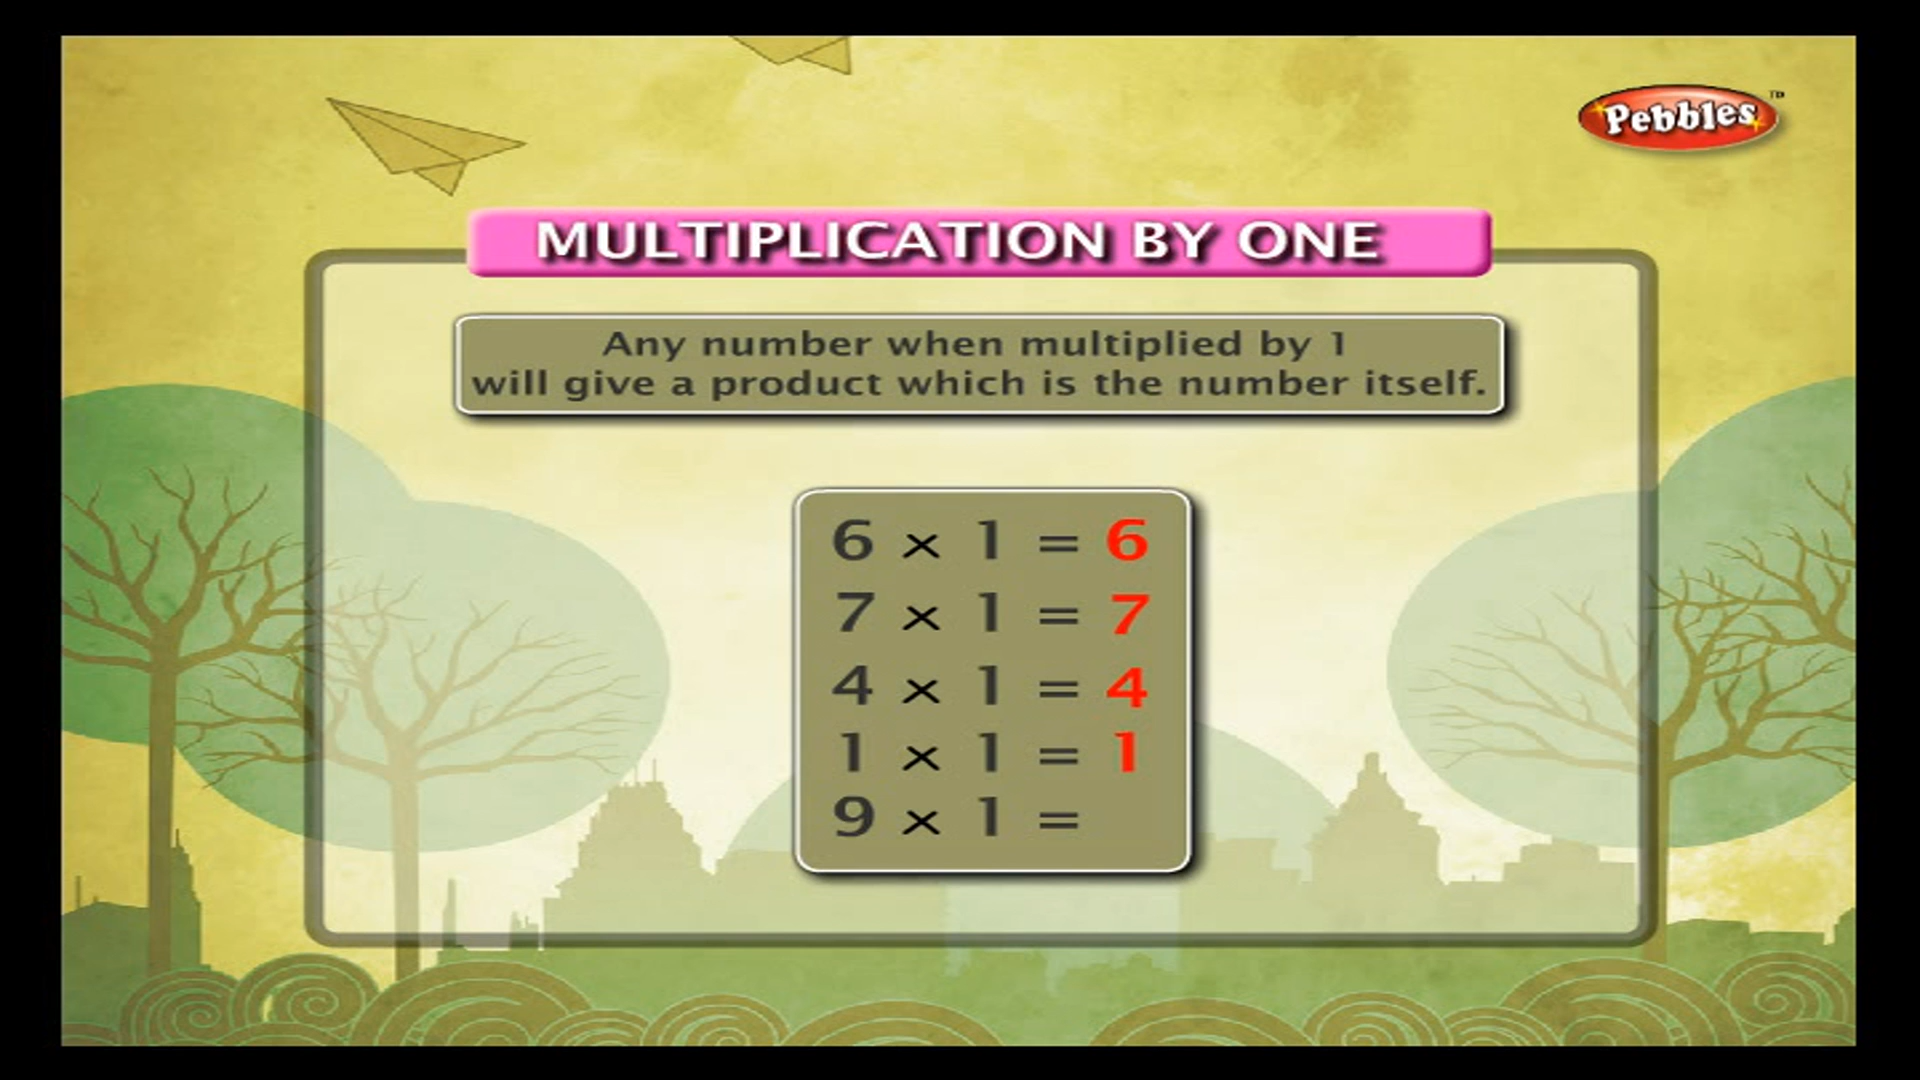 Pebbles™
MULTIPLICATION BY ONE
Any number when multiplied by 1
will give a product which is the number itself.
6 × 1 = 6
7 × 1 = 7
4 × 1 = 4
1 × 1 = 1
9 × 1 =